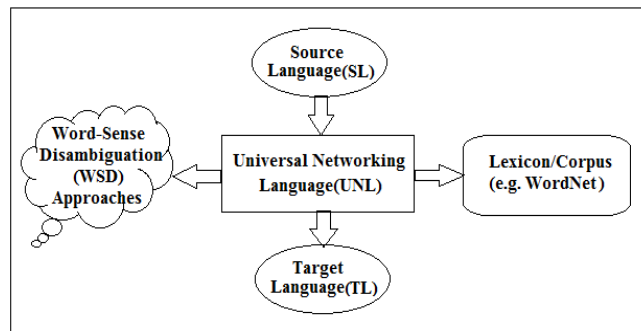 Source
Language(SL)
Word-Sense
Disambiguation
(WSD)
Approaches
Universal Networking
Language(UNL)
Lexicon/Corpus
(e.g. WordNet)
Target
Language(TL)